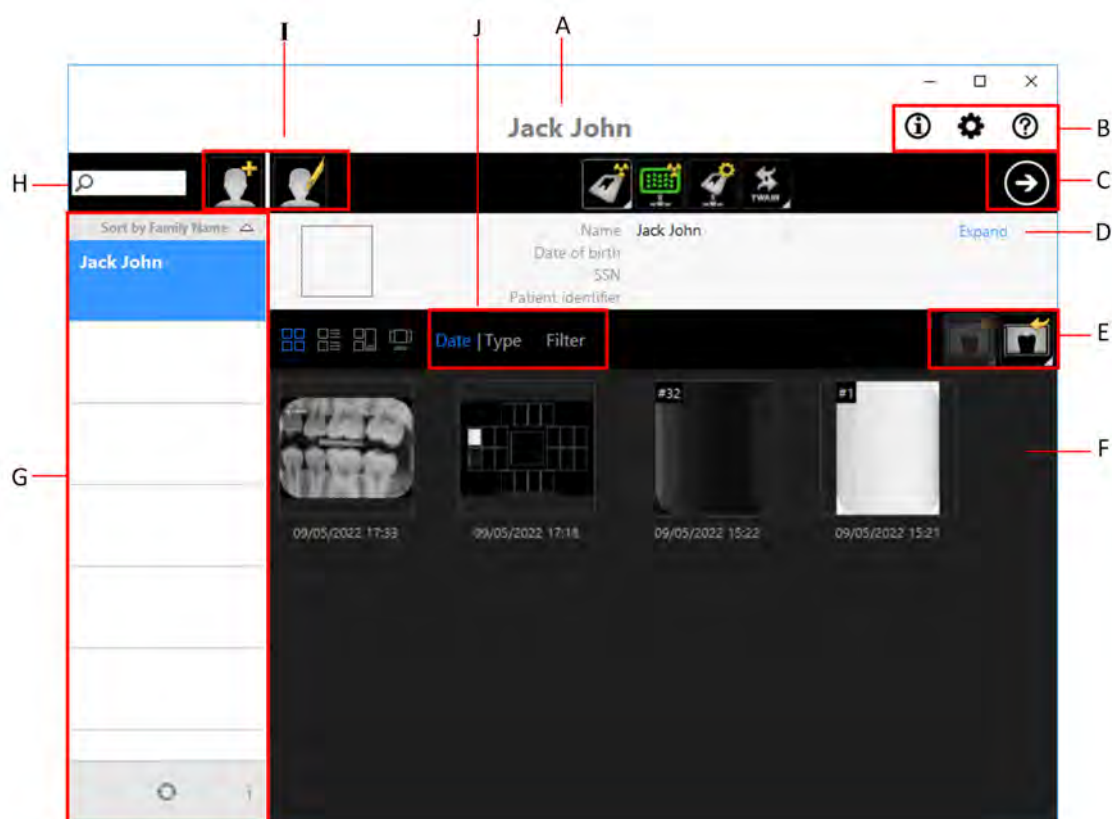 I
J
A
Jack John
B
H
TWAIN
C
Sort by Family Name
Name Jack John
Expand
D
Jack John
Date of birth
SSN
Patient identifier
Date | Type Filter
E
#32
#1
F
G
09/05/2022 17:33
09/05/2022 17:18
09/05/2022 15:22
09/05/2022 15:21